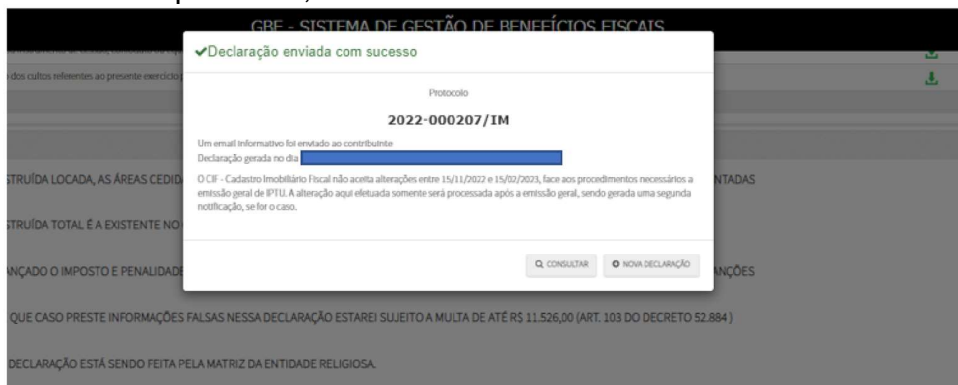 GBF - SISTEMA DE GESTÃO DE BENEFÍCIOS FISCAIS
✔Declaração enviada com sucesso
dos cultos referentes ao presente exercício
Protocolo
2022-000207/IM
Um email informativo foi enviado ao contribuinte
Declaração gerada no dia
O CIF - Cadastro Imobiliário Fiscal não aceita alterações entre 15/11/2022 e 15/02/2023, face aos procedimentos necessários a
emissão geral de IPTU. A alteração aqui efetuada somente será processada após a emissão geral, sendo gerada uma segunda
notificação, se for o caso.
STRUÍDA LOCADA, AS ÁREAS CEDID
NTADAS
STRUÍDA TOTAL É A EXISTENTE NO
CONSULTAR
NOVA DECLARAÇÃO
ANÇADO O IMPOSTO E PENALIDADE
ANÇÕES
QUE CASO PRESTE INFORMAÇÕES FALSAS NESSA DECLARAÇÃO ESTAREI SUJEITO A MULTA DE ATÉ R$ 11.526,00 (ART. 103 DO DECRETO 52.884 )
DECLARAÇÃO ESTÁ SENDO FEITA PELA MATRIZ DA ENTIDADE RELIGIOSA.